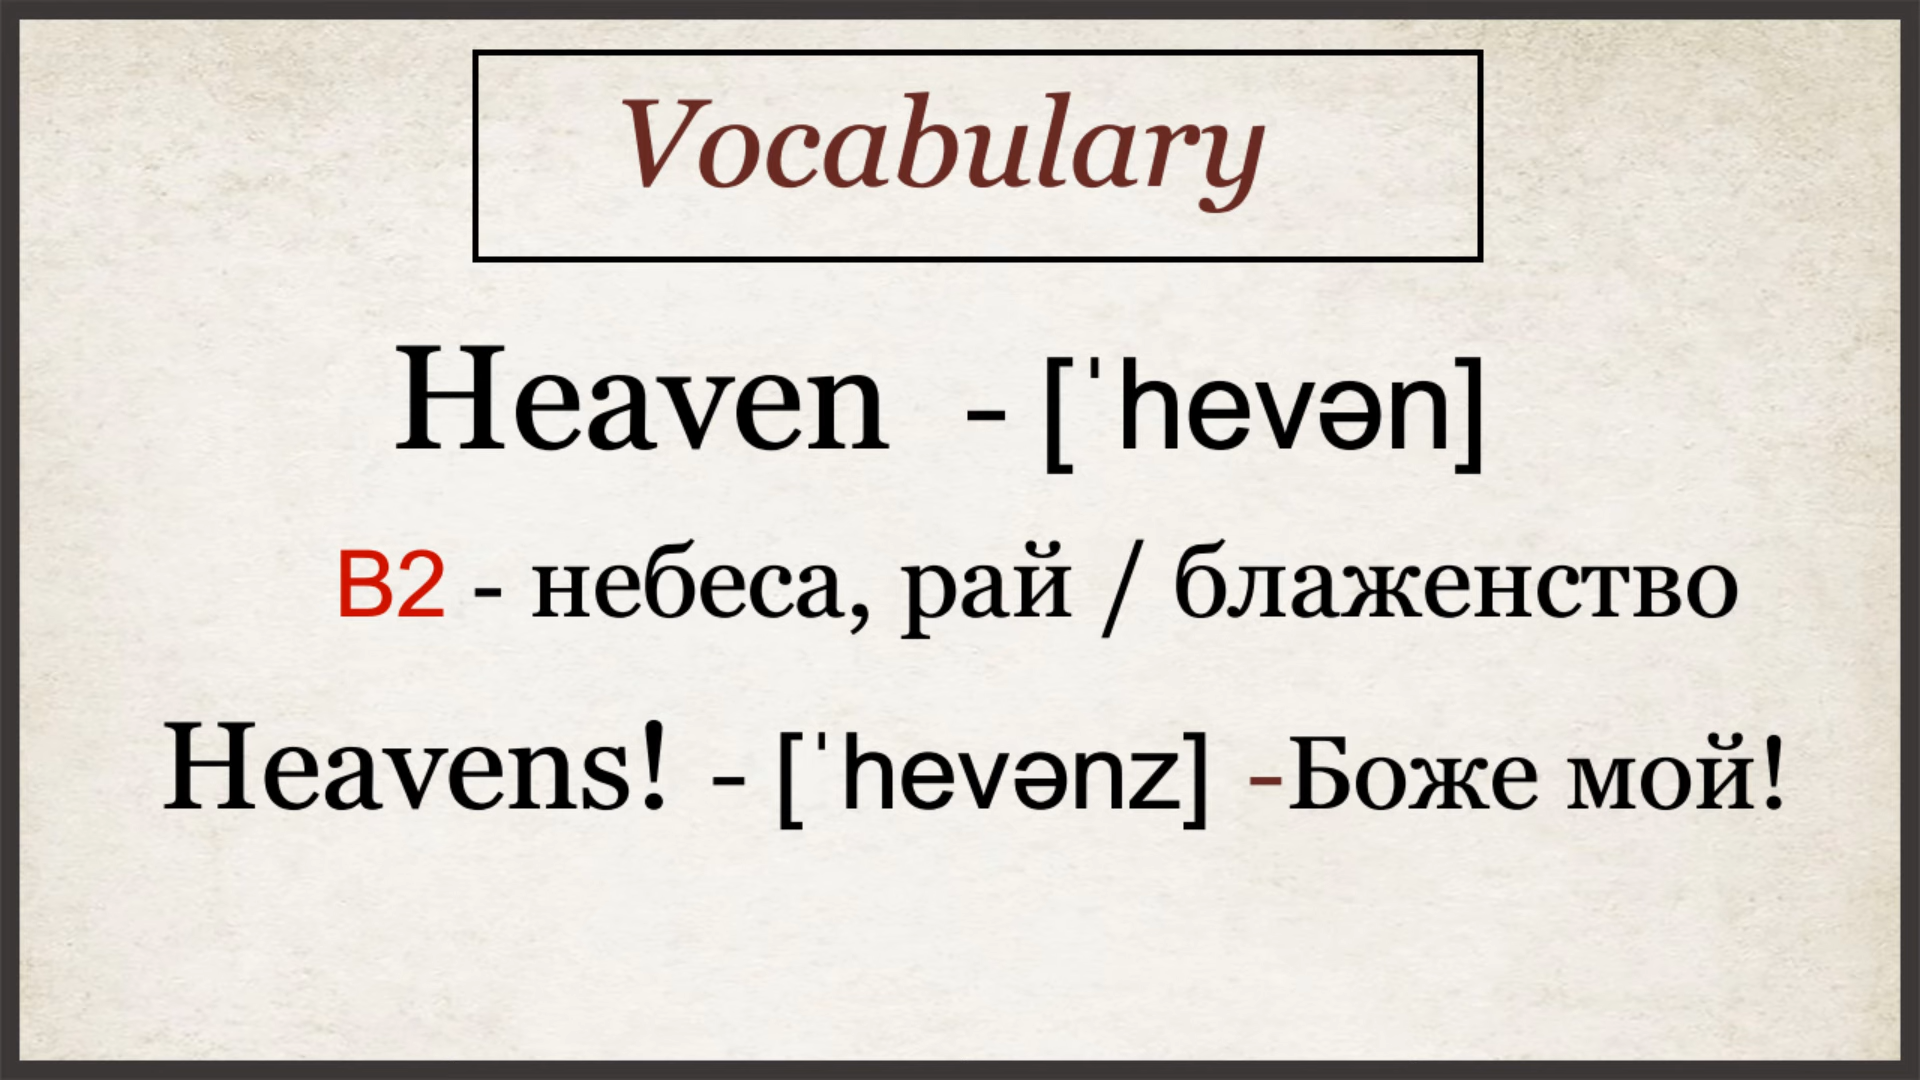 Vocabulary
Heaven - [ˈhevən]
B2 - небеса, рай / блаженство
Heavens! - [ˈhevənz] -Боже мой!